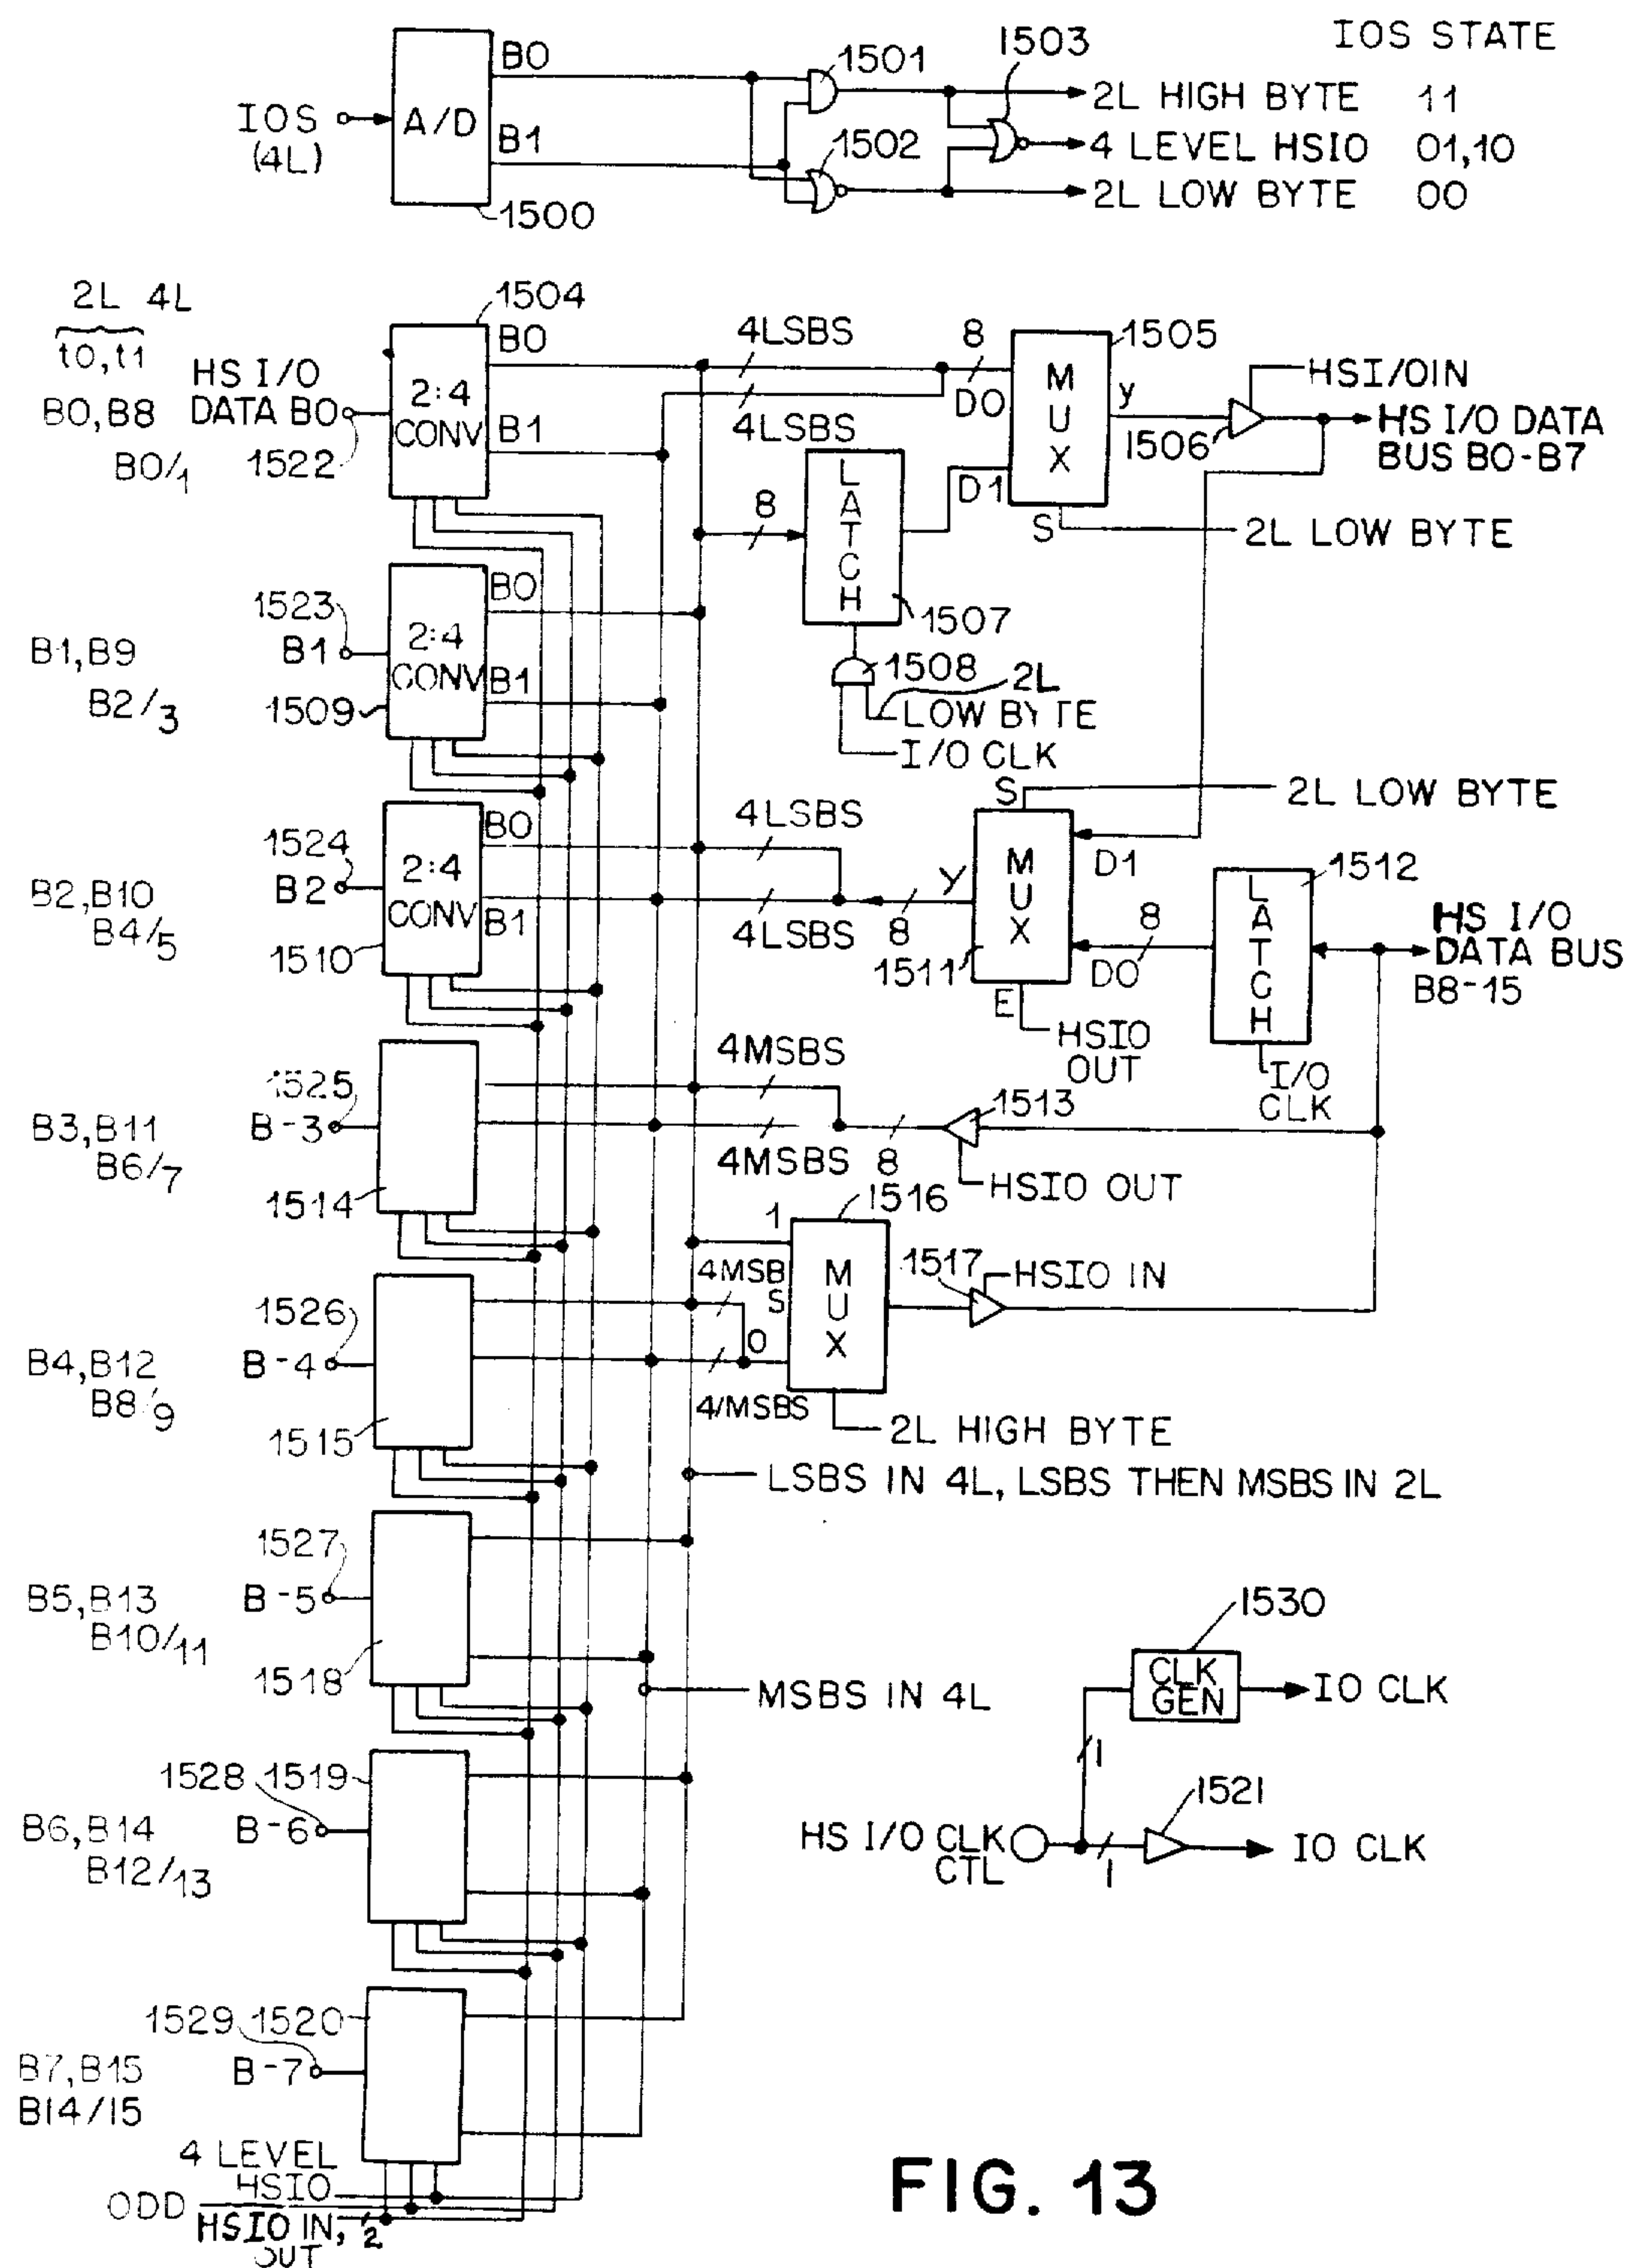 IOS STATE
IOS
(4L)
A/D
B0
B1
1500
1501
1502
1503
2L HIGH BYTE 11
4 LEVEL HSIO 01,10
2L LOW BYTE 00
2L 4L
t0,t1
HS I/O
DATA B0
B0,B8
B0/1
1522
1504
2:4
CONV
B0
B1
4LSBS
4LSBS
8
D0
D1
MUX
1505
y
S
2L LOW BYTE
1506
HSI/OIN
HS I/O DATA
BUS B0-B7
8
LATCH
1507
1508
2L
LOW BYTE
I/O CLK
1523
B1
B1,B9
B2/3
1509
2:4
CONV
B0
B1
1524
B2
B2,B10
B4/5
1510
2:4
CONV
B0
B1
4LSBS
4LSBS
8
y
S
2L LOW BYTE
MUX
1511
D1
D0
8
E
HSIO
OUT
LATCH
1512
I/O
CLK
HS I/O
DATA BUS
B8-15
1525
B-3
B3,B11
B6/7
1514
4MSBS
4MSBS
8
1513
HSIO OUT
1526
B-4
B4,B12
B8/9
1515
1
4MSB
S
0
4/MSBS
MUX
1516
2L HIGH BYTE
1517
HSIO IN
LSBS IN 4L, LSBS THEN MSBS IN 2L
1527
B-5
B5,B13
B10/11
1518
MSBS IN 4L
1530
CLK
GEN
IO CLK
1
HS I/O CLK
CTL
1
1521
IO CLK
1528
1519
B-6
B6,B14
B12/13
1529
1520
B-7
B7,B15
B14/15
4 LEVEL
HSIO
ODD
HSIO IN, 2
OUT
FIG. 13